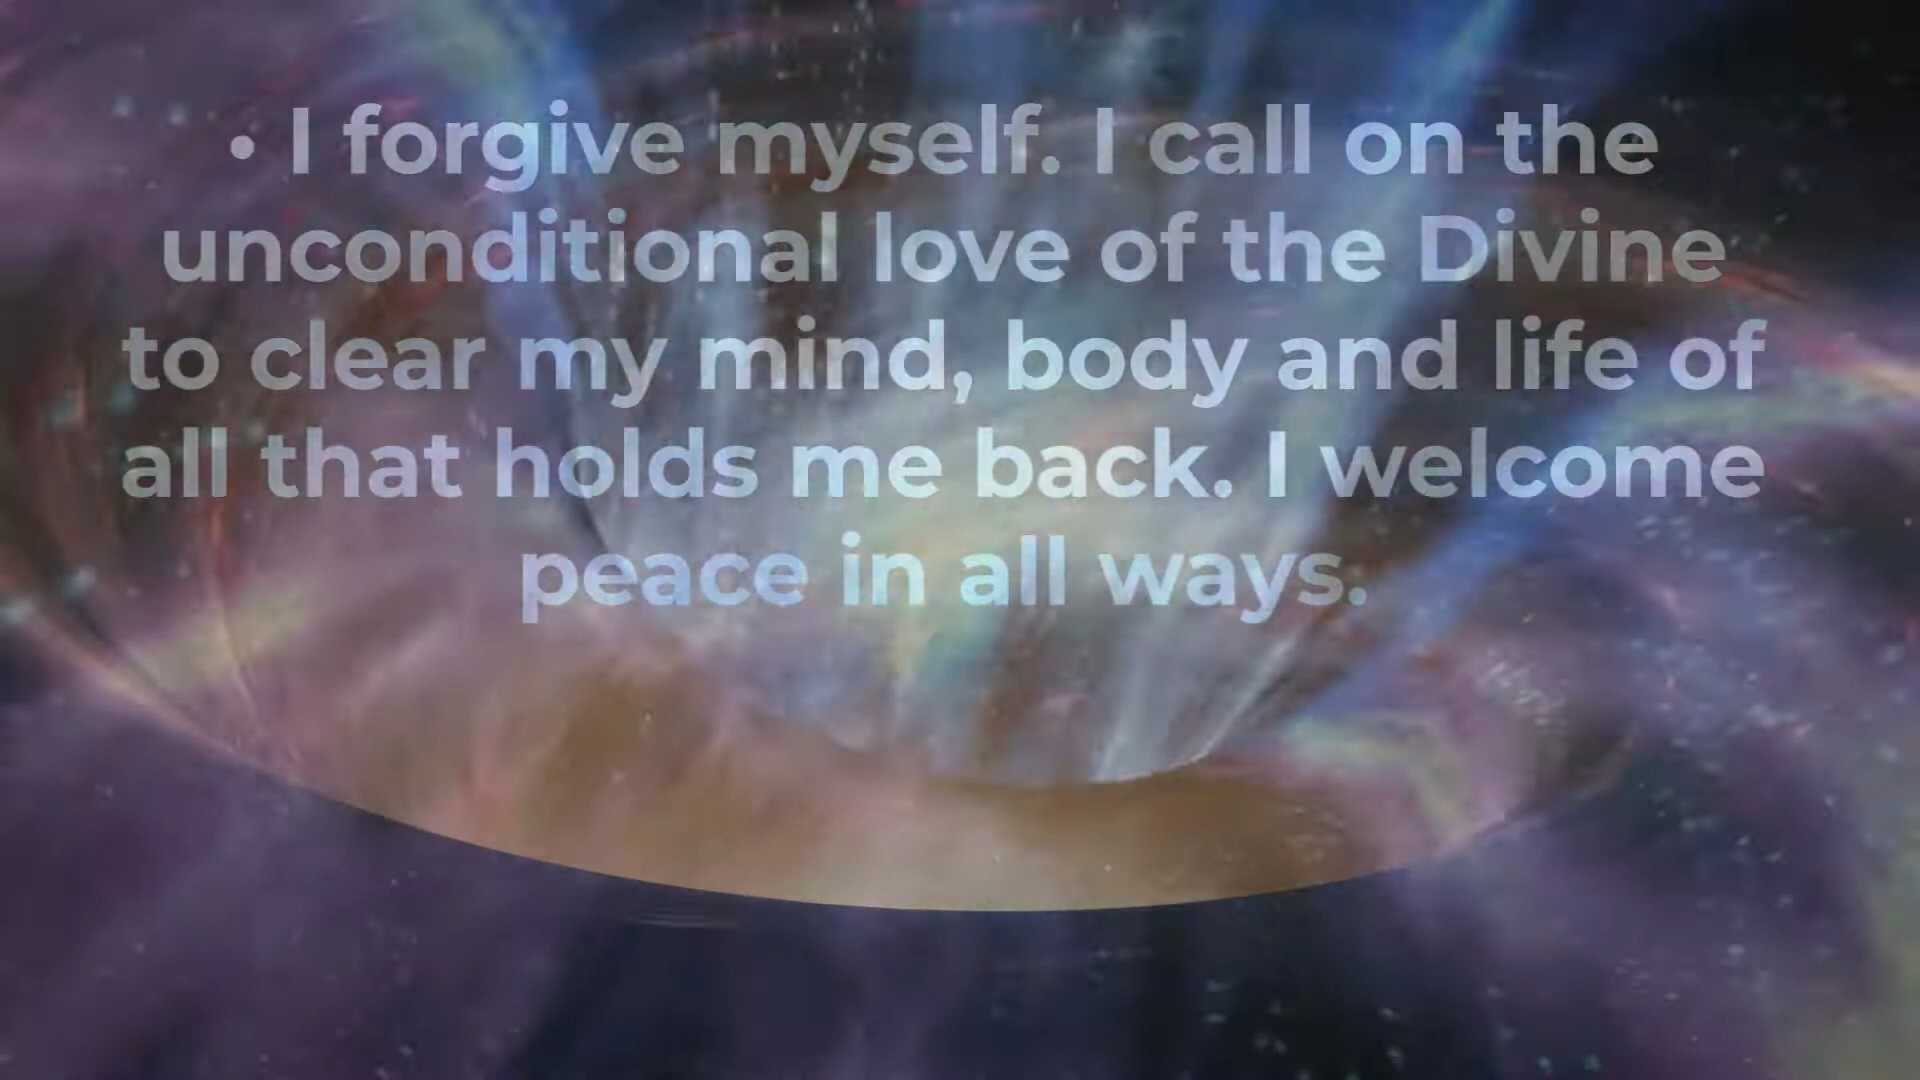 • I forgive myself. I call on the
unconditional love of the Divine
to clear my mind, body and life of
all that holds me back. I welcome
peace in all ways.